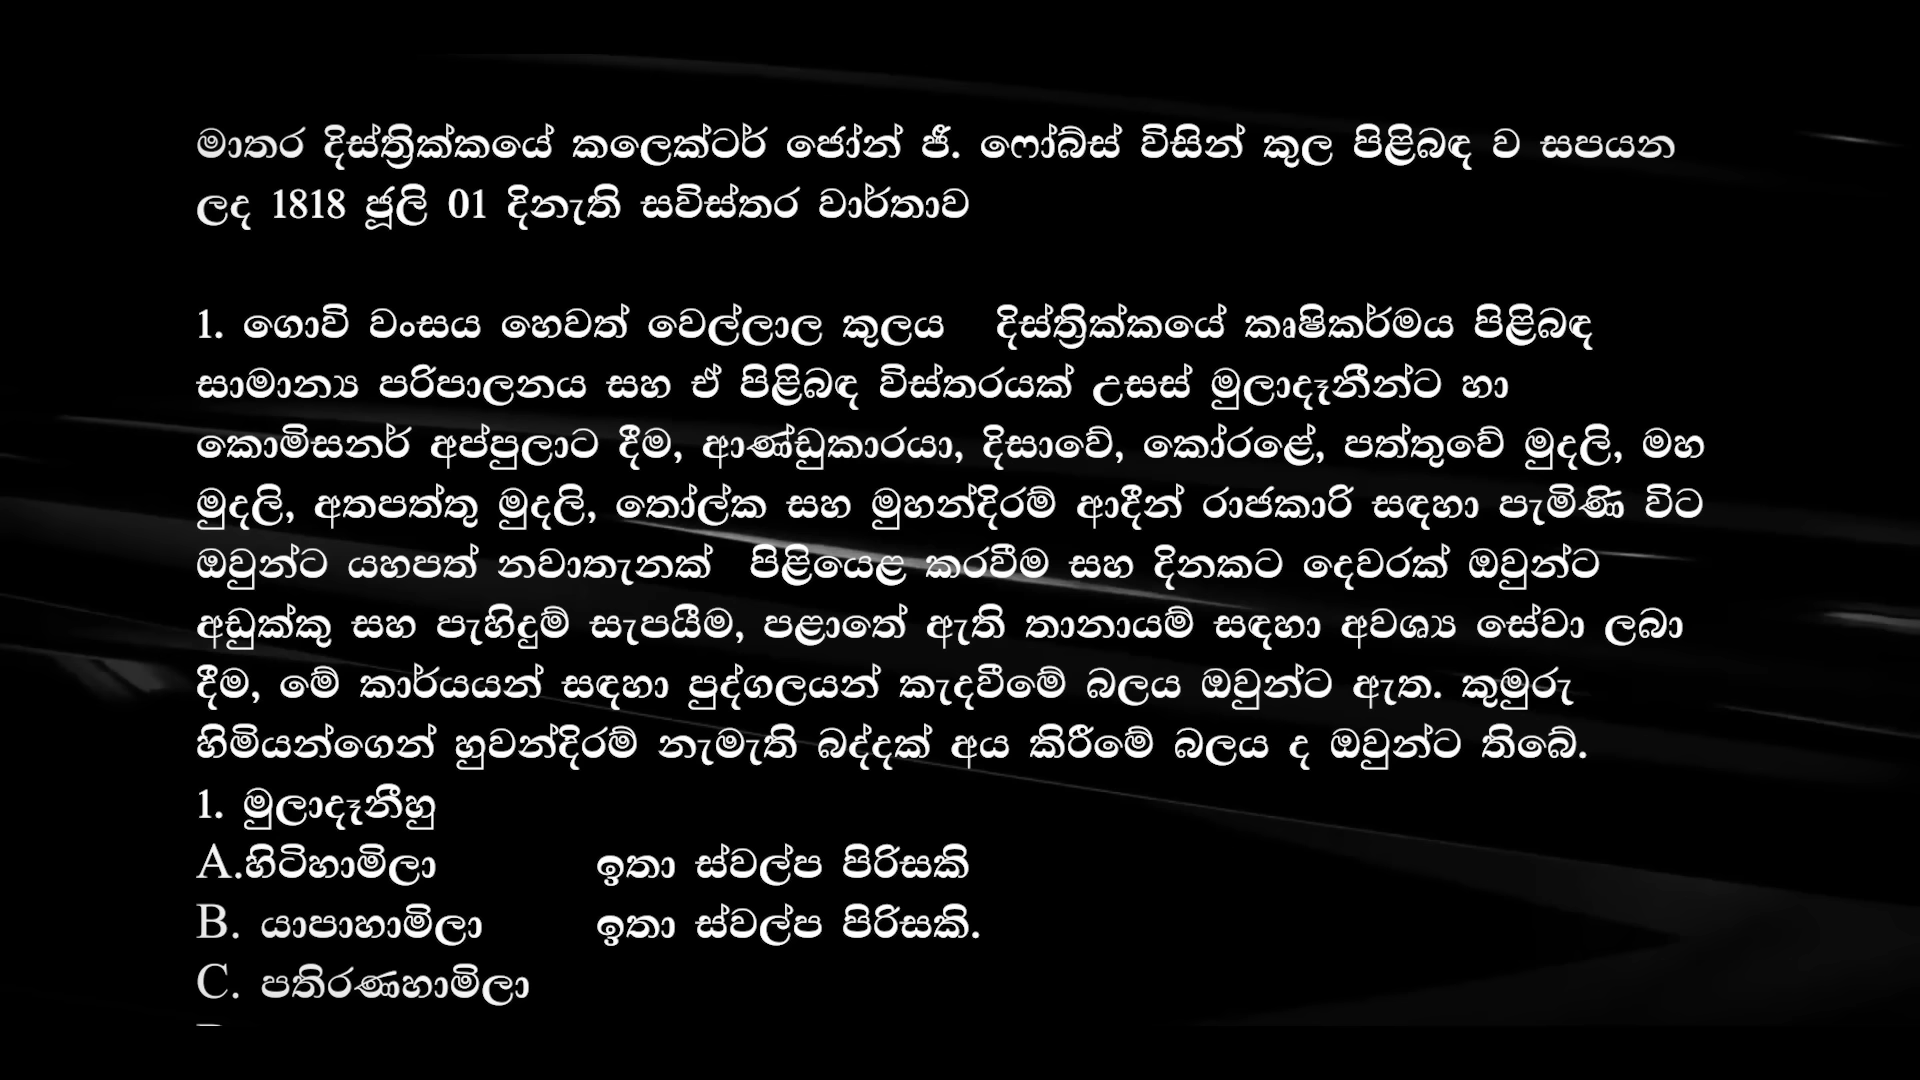 මාතර දිස්ත්‍රික්කයේ කලෙක්ටර් ජෝන් ජී. ෆෝබ්ස් විසින් කුල පිළිබඳ ව සපයන
ලද 1818 ජූලි 01 දිනැති සවිස්තර වාර්තාව
1. ගොවි වංසය හෙවත් වෙල්ලාල කුලය දිස්ත්‍රික්කයේ කෘෂිකර්මය පිළිබඳ
සාමාන්‍ය පරිපාලනය සහ ඒ පිළිබඳ විස්තරයක් උසස් මුලාදෑනීන්ට හා
කොමිසනර් අප්පුලාට දීම, ආණ්ඩුකාරයා, දිසාවේ, කෝරළේ, පත්තුවේ මුදලි, මහ
මුදලි, අතපත්තු මුදලි, තෝල්ක සහ මුහන්දිරම් ආදීන් රාජකාරි සඳහා පැමිණි විට
ඔවුන්ට යහපත් නවාතැනක් පිළියෙළ කරවීම සහ දිනකට දෙවරක් ඔවුන්ට
අඩුක්කු සහ පැහිඳුම් සැපයීම, පළාතේ ඇති තානායම් සඳහා අවශ්‍ය සේවා ලබා
දීම, මේ කාර්යයන් සඳහා පුද්ගලයන් කැඳවීමේ බලය ඔවුන්ට ඇත. කුමුරු
හිමියන්ගෙන් හුවන්දිරම් නැමැති බද්දක් අය කිරීමේ බලය ද ඔවුන්ට තිබේ.
1. මුලාදෑනීහු
A.හිටිහාමිලා ඉතා ස්වල්ප පිරිසකි
B. යාපාහාමිලා ඉතා ස්වල්ප පිරිසකි.
C. පතිරණහාමිලා